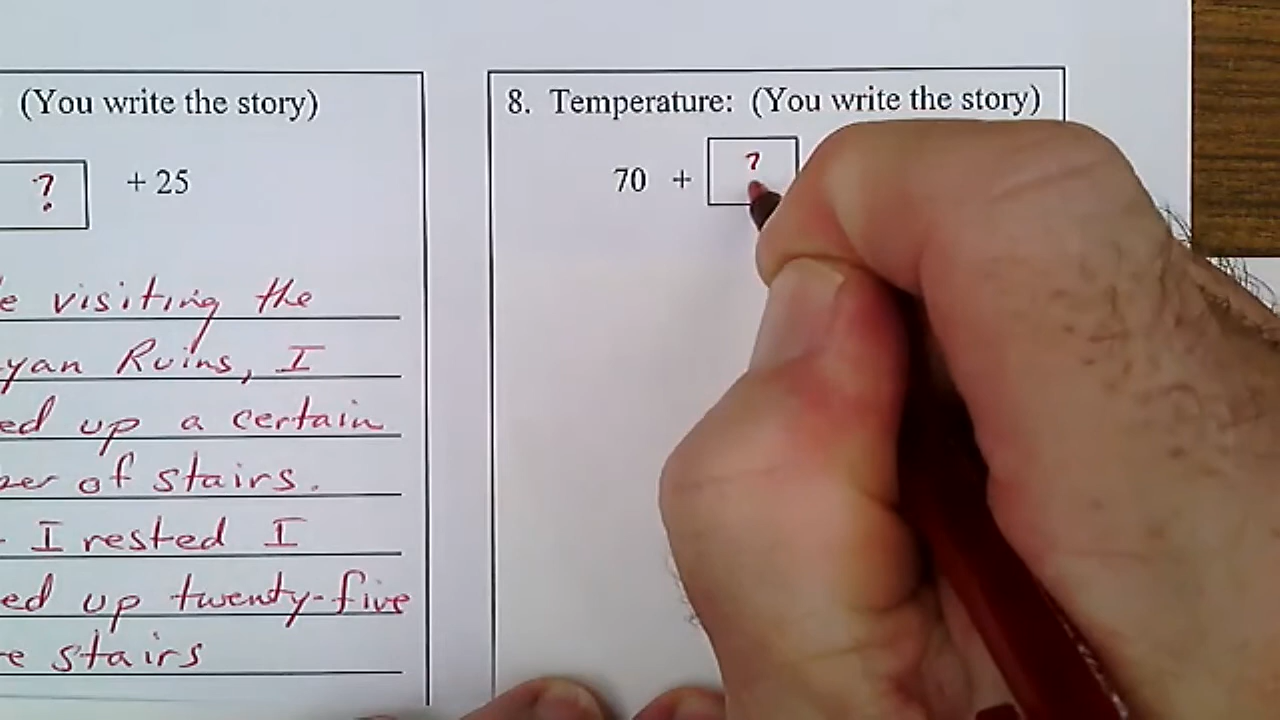 (You write the story)
? + 25
e visiting the
yan Ruins, I
ed up a certain
ber of stairs.
I rested I
ed up twenty-five
e stairs
8. Temperature: (You write the story)
70 + ?